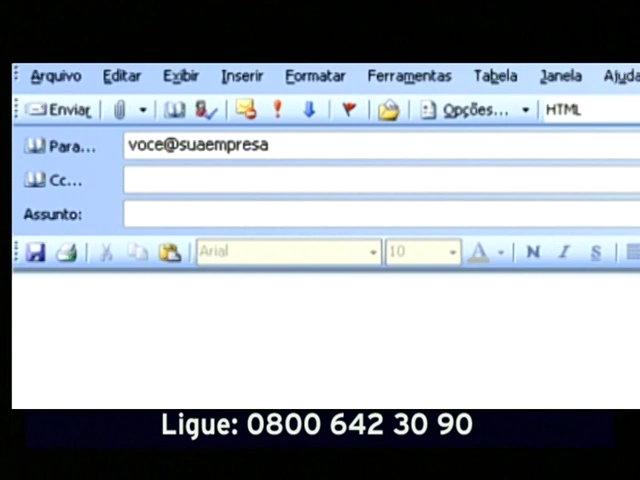 Arquivo Editar Exibir Inserir Formatar Ferramentas Tabela Janela Ajuda
Enviar Opções... HTML
Para... voce@suaempresa
Cc...
Assunto:
Arial 10 A N I S
Ligue: 0800 642 30 90